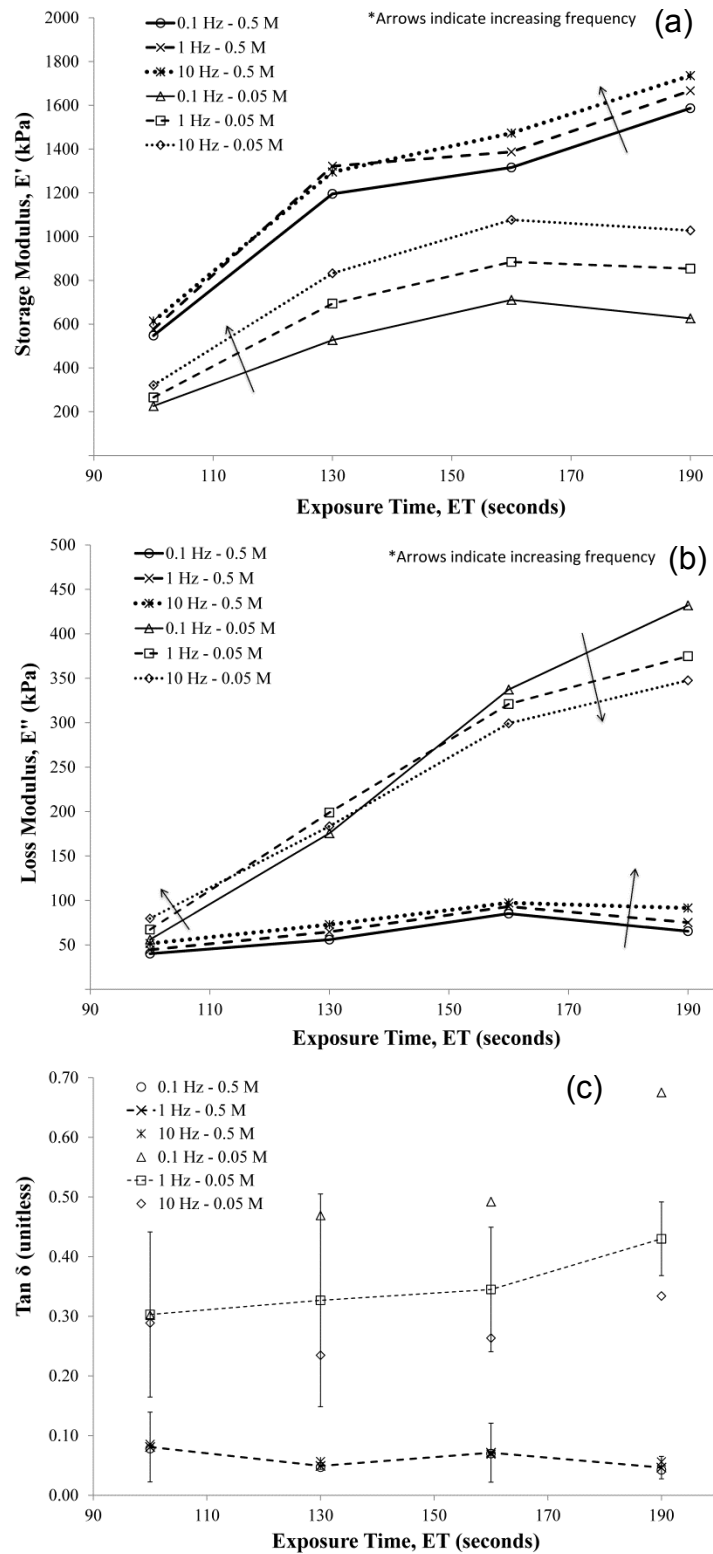 *Arrows indicate increasing frequency
(a)
0.1 Hz - 0.5 M
1 Hz - 0.5 M
10 Hz - 0.5 M
0.1 Hz - 0.05 M
1 Hz - 0.05 M
10 Hz - 0.05 M
Storage Modulus, E' (kPa)
2000
1800
1600
1400
1200
1000
800
600
400
200
90
110
130
150
170
190
Exposure Time, ET (seconds)
*Arrows indicate increasing frequency
(b)
0.1 Hz - 0.5 M
1 Hz - 0.5 M
10 Hz - 0.5 M
0.1 Hz - 0.05 M
1 Hz - 0.05 M
10 Hz - 0.05 M
Loss Modulus, E" (kPa)
500
450
400
350
300
250
200
150
100
50
90
110
130
150
170
190
Exposure Time, ET (seconds)
(c)
0.1 Hz - 0.5 M
1 Hz - 0.5 M
10 Hz - 0.5 M
0.1 Hz - 0.05 M
1 Hz - 0.05 M
10 Hz - 0.05 M
Tan δ (unitless)
0.70
0.60
0.50
0.40
0.30
0.20
0.10
0.00
90
110
130
150
170
190
Exposure Time, ET (seconds)